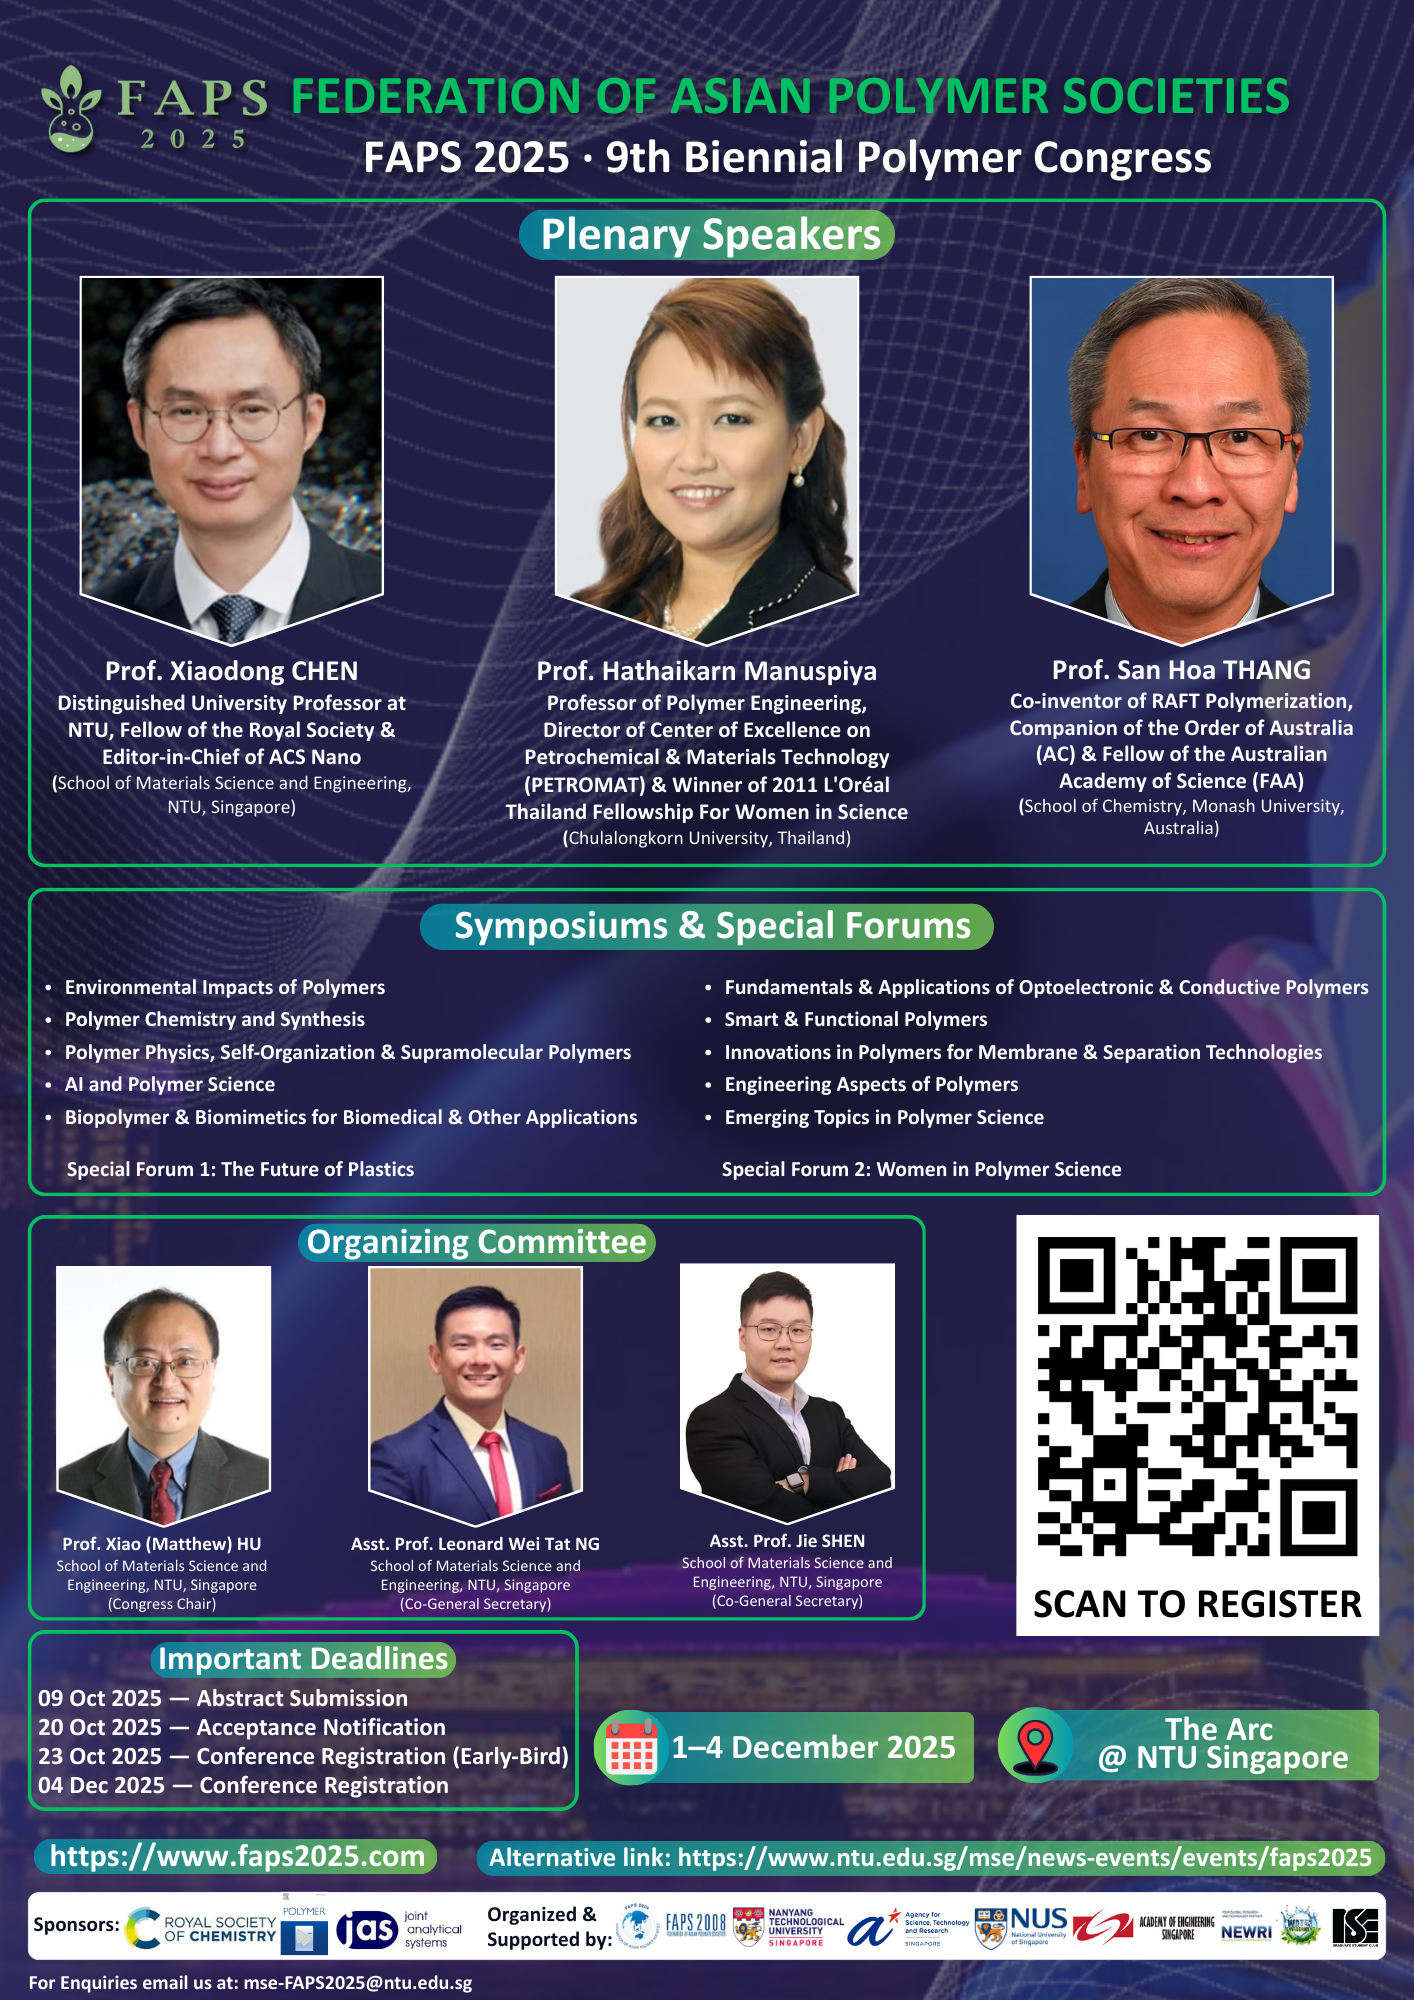 FAPS
2025
FEDERATION OF ASIAN POLYMER SOCIETIES
FAPS 2025 · 9th Biennial Polymer Congress
Plenary Speakers
Prof. Xiaodong CHEN
Distinguished University Professor at
NTU, Fellow of the Royal Society &
Editor-in-Chief of ACS Nano
(School of Materials Science and Engineering,
NTU, Singapore)
Prof. Hathaikarn Manuspiya
Professor of Polymer Engineering,
Director of Center of Excellence on
Petrochemical & Materials Technology
(PETROMAT) & Winner of 2011 L'Oréal
Thailand Fellowship For Women in Science
(Chulalongkorn University, Thailand)
Prof. San Hoa THANG
Co-inventor of RAFT Polymerization,
Companion of the Order of Australia
(AC) & Fellow of the Australian
Academy of Science (FAA)
(School of Chemistry, Monash University,
Australia)
Symposiums & Special Forums
• Environmental Impacts of Polymers
• Polymer Chemistry and Synthesis
• Polymer Physics, Self-Organization & Supramolecular Polymers
• AI and Polymer Science
• Biopolymer & Biomimetics for Biomedical & Other Applications
Special Forum 1: The Future of Plastics
• Fundamentals & Applications of Optoelectronic & Conductive Polymers
• Smart & Functional Polymers
• Innovations in Polymers for Membrane & Separation Technologies
• Engineering Aspects of Polymers
• Emerging Topics in Polymer Science
Special Forum 2: Women in Polymer Science
Organizing Committee
Prof. Xiao (Matthew) HU
School of Materials Science and
Engineering, NTU, Singapore
(Congress Chair)
Asst. Prof. Leonard Wei Tat NG
School of Materials Science and
Engineering, NTU, Singapore
(Co-General Secretary)
Asst. Prof. Jie SHEN
School of Materials Science and
Engineering, NTU, Singapore
(Co-General Secretary)
SCAN TO REGISTER
Important Deadlines
09 Oct 2025 — Abstract Submission
20 Oct 2025 — Acceptance Notification
23 Oct 2025 — Conference Registration (Early-Bird)
04 Dec 2025 — Conference Registration
1–4 December 2025
The Arc
@ NTU Singapore
https://www.faps2025.com
Alternative link: https://www.ntu.edu.sg/mse/news-events/events/faps2025
Sponsors:
ROYAL SOCIETY
OF CHEMISTRY
POLYMER
jas
joint
analytical
systems
Organized &
Supported by:
FAPS 2008
NANYANG
TECHNOLOGICAL
UNIVERSITY
SINGAPORE
Agency for
Science, Technology
and Research
SINGAPORE
NUS
National University
of Singapore
ACADEMY OF ENGINEERING
SINGAPORE
NEWRI
For Enquiries email us at: mse-FAPS2025@ntu.edu.sg